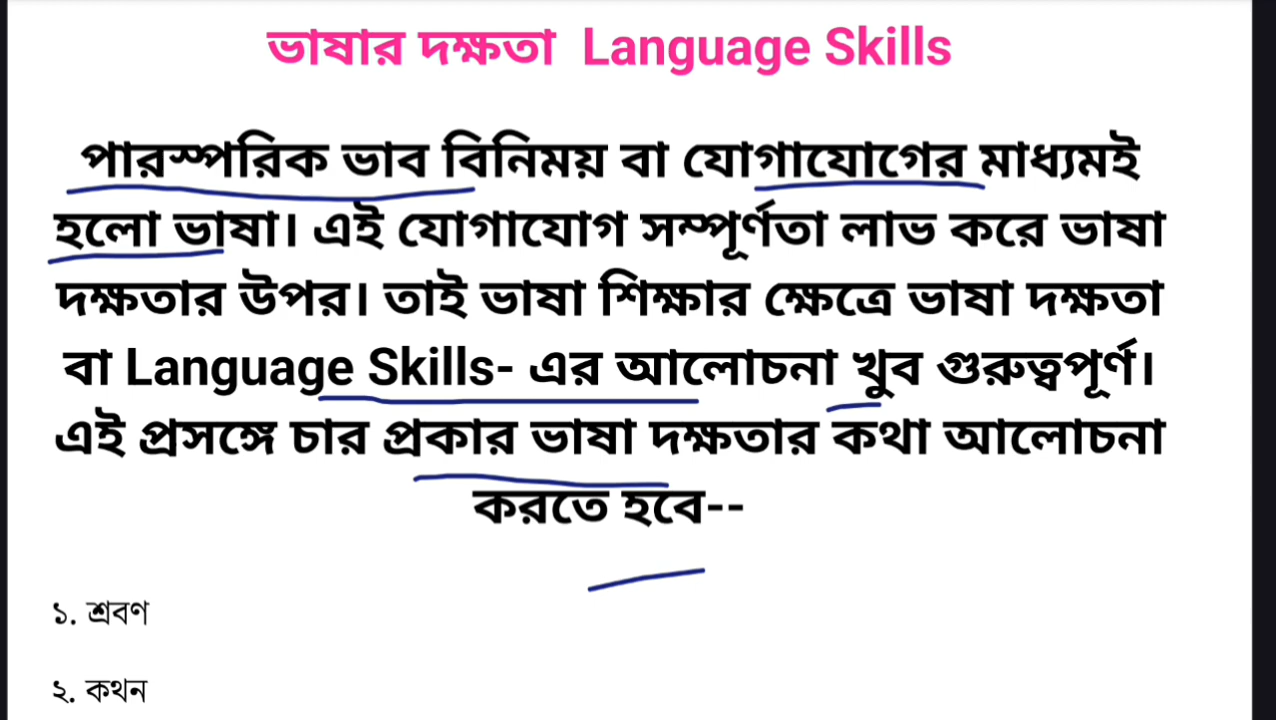 ভাষার দক্ষতা Language Skills
পারস্পরিক ভাব বিনিময় বা যোগাযোগের মাধ্যমই
হলো ভাষা। এই যোগাযোগ সম্পূর্ণতা লাভ করে ভাষা
দক্ষতার উপর। তাই ভাষা শিক্ষার ক্ষেত্রে ভাষা দক্ষতা
বা Language Skills- এর আলোচনা খুব গুরুত্বপূর্ণ।
এই প্রসঙ্গে চার প্রকার ভাষা দক্ষতার কথা আলোচনা
করতে হবে--
১. শ্রবণ
২. কথন